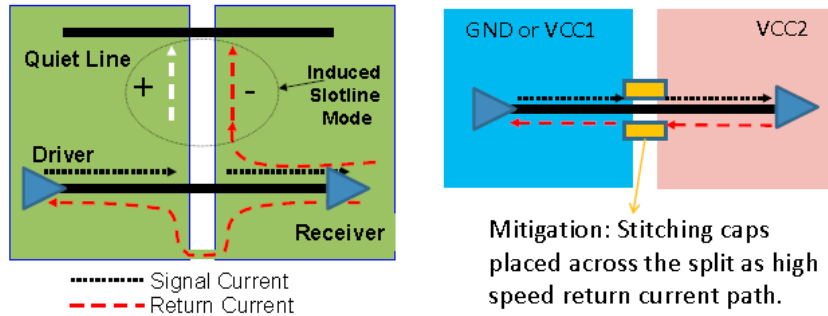 Quiet Line
+
-
Induced
Slotline
Mode
Driver
Receiver
Signal Current
Return Current
GND or VCC1
VCC2
Mitigation: Stitching caps
placed across the split as high
speed return current path.